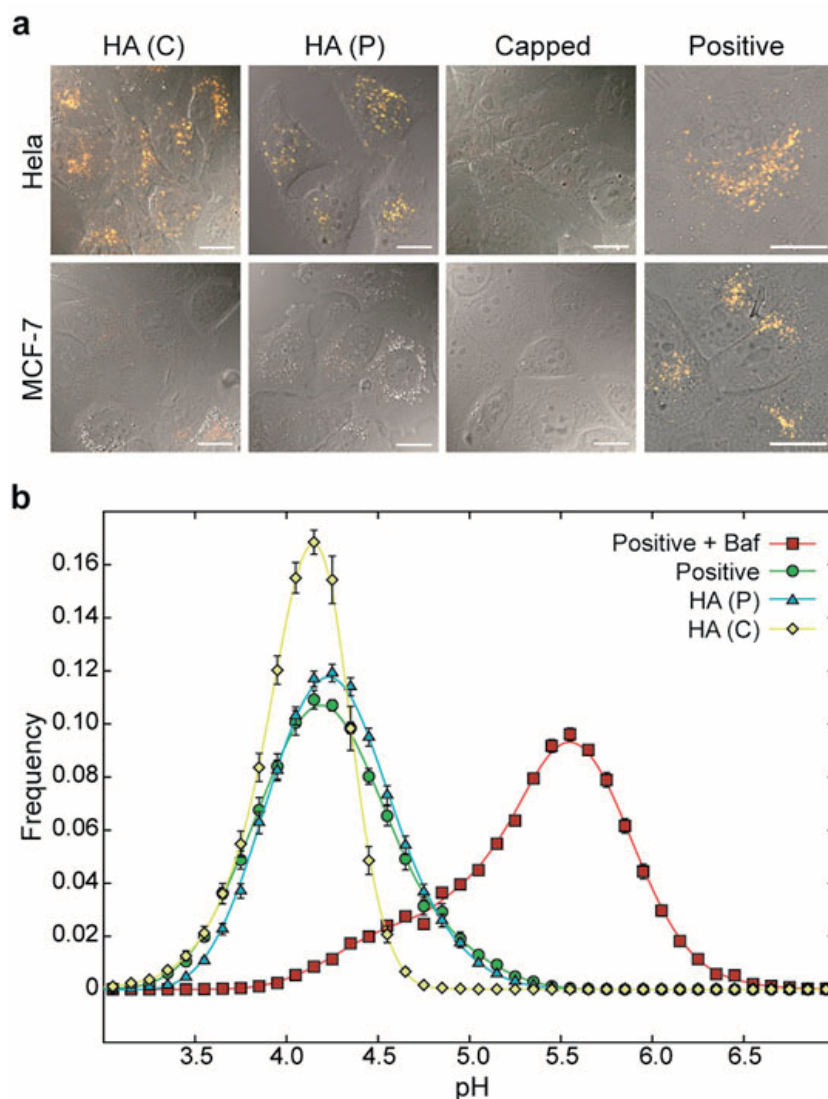 a
HA (C) HA (P) Capped Positive
Hela
MCF-7
b
Positive + Baf
Positive
HA (P)
HA (C)
Frequency
0.16
0.14
0.12
0.10
0.08
0.06
0.04
0.02
0
3.5 4.0 4.5 5.0 5.5 6.0 6.5
pH